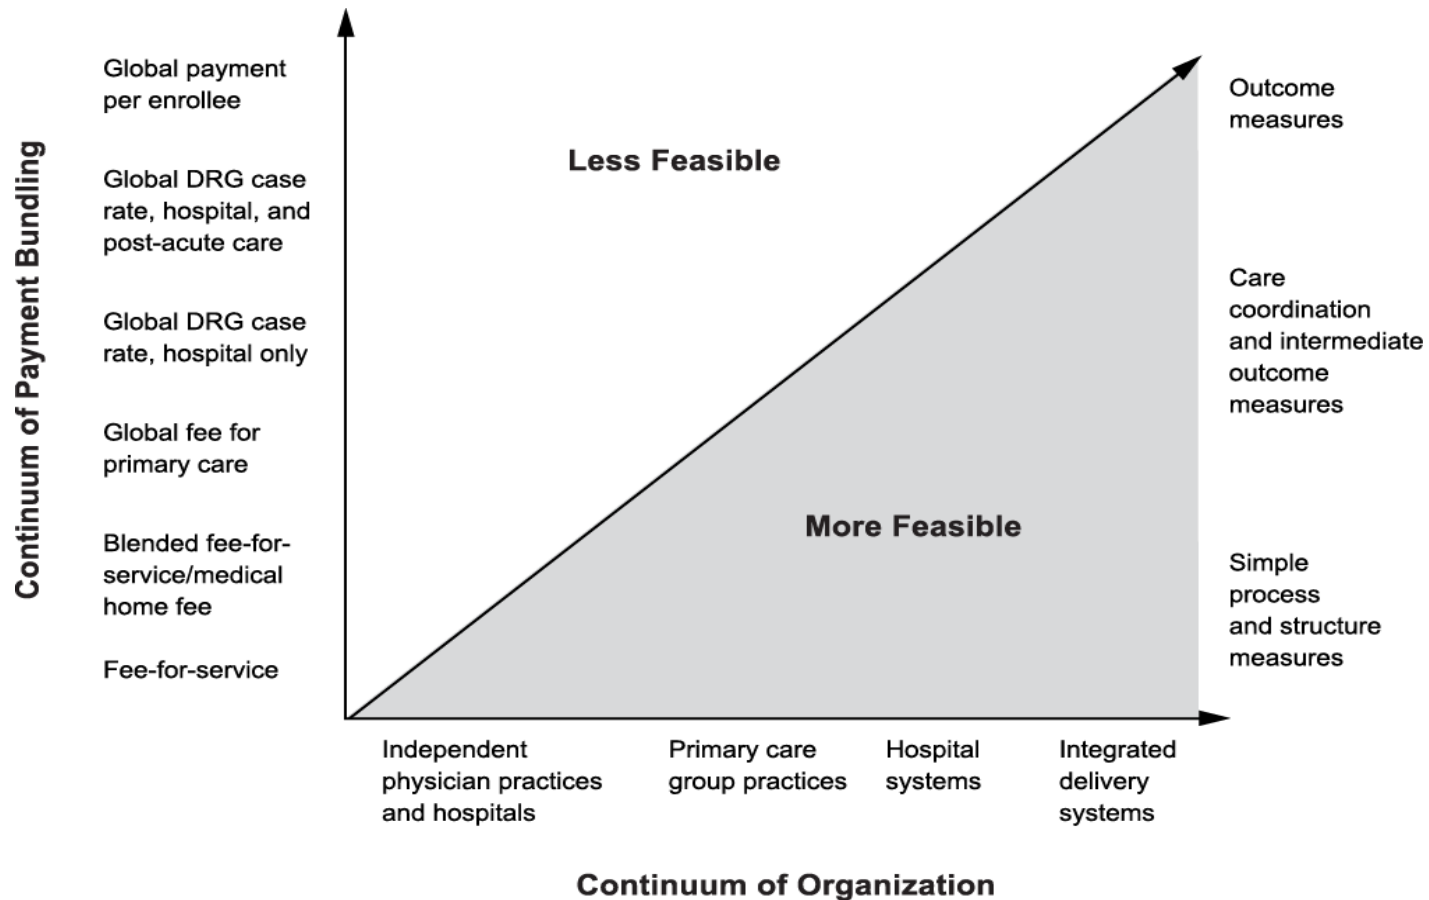 Continuum of Payment Bundling
Global payment
per enrollee
Global DRG case
rate, hospital, and
post-acute care
Global DRG case
rate, hospital only
Global fee for
primary care
Blended fee-for-
service/medical
home fee
Fee-for-service
Less Feasible
More Feasible
Outcome
measures
Care
coordination
and intermediate
outcome
measures
Simple
process
and structure
measures
Independent
physician practices
and hospitals
Primary care
group practices
Hospital
systems
Integrated
delivery
systems
Continuum of Organization